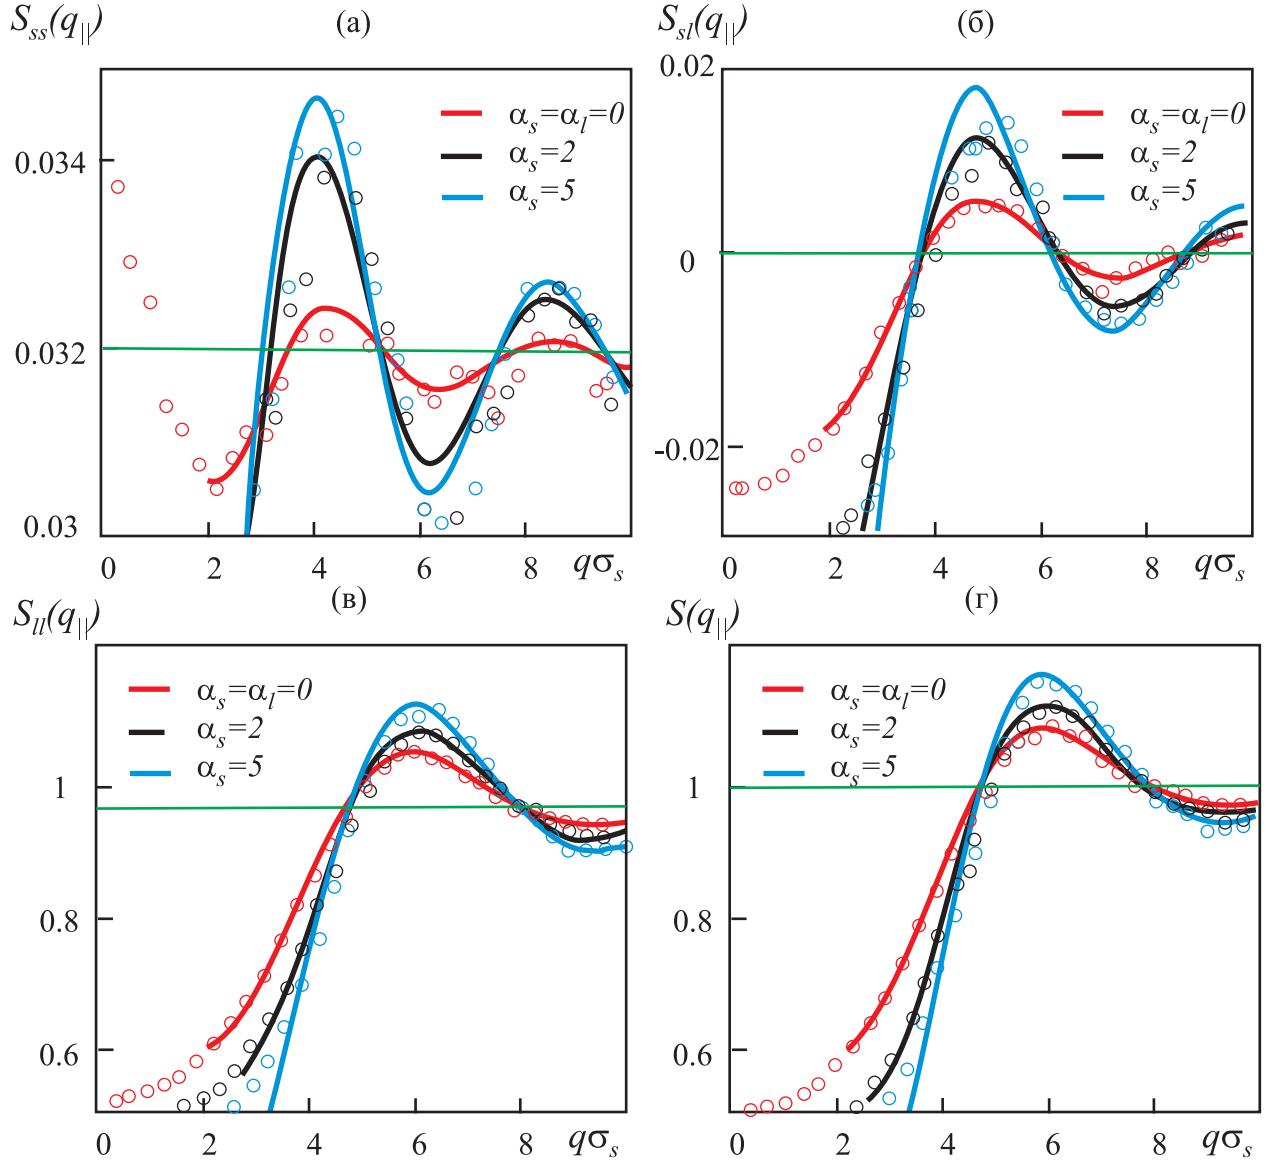 S_ss(q_||)
(а)
α_s=α_l=0
α_s=2
α_s=5
0.034
0.032
0.03
0 2 4 6 8 qσ_s
S_sl(q_||)
(б)
0.02
α_s=α_l=0
α_s=2
α_s=5
0
-0.02
0 2 4 6 8 qσ_s
S_ll(q_||)
(в)
α_s=α_l=0
α_s=2
α_s=5
1
0.8
0.6
0 2 4 6 8 qσ_s
S(q_||)
(г)
α_s=α_l=0
α_s=2
α_s=5
1
0.8
0.6
0 2 4 6 8 qσ_s